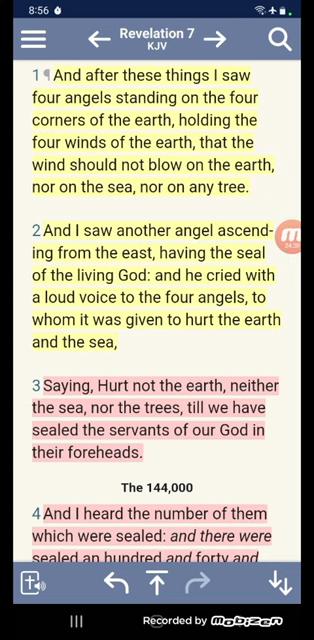 8:56
Revelation 7
KJV
1 ¶ And after these things I saw
four angels standing on the four
corners of the earth, holding the
four winds of the earth, that the
wind should not blow on the earth,
nor on the sea, nor on any tree.
2 And I saw another angel ascend-
ing from the east, having the seal
of the living God: and he cried with
a loud voice to the four angels, to
whom it was given to hurt the earth
and the sea,
3 Saying, Hurt not the earth, neither
the sea, nor the trees, till we have
sealed the servants of our God in
their foreheads.
The 144,000
4 And I heard the number of them
which were sealed: and there were
sealed an hundred and forty and
Recorded by mobizen